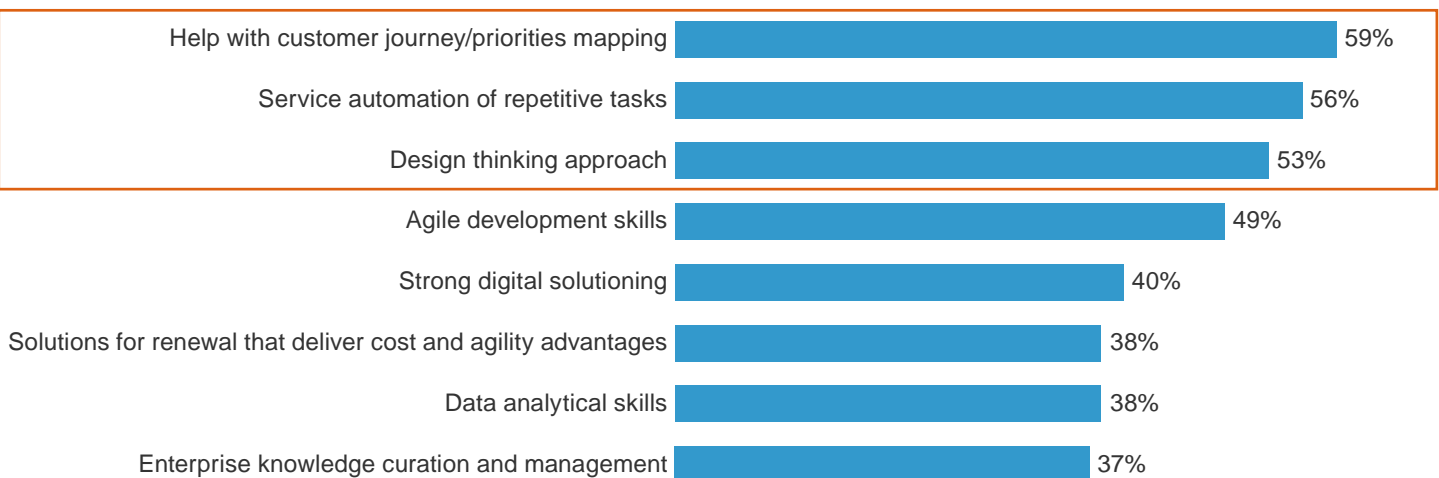 Help with customer journey/priorities mapping 59%
Service automation of repetitive tasks 56%
Design thinking approach 53%
Agile development skills 49%
Strong digital solutioning 40%
Solutions for renewal that deliver cost and agility advantages 38%
Data analytical skills 38%
Enterprise knowledge curation and management 37%